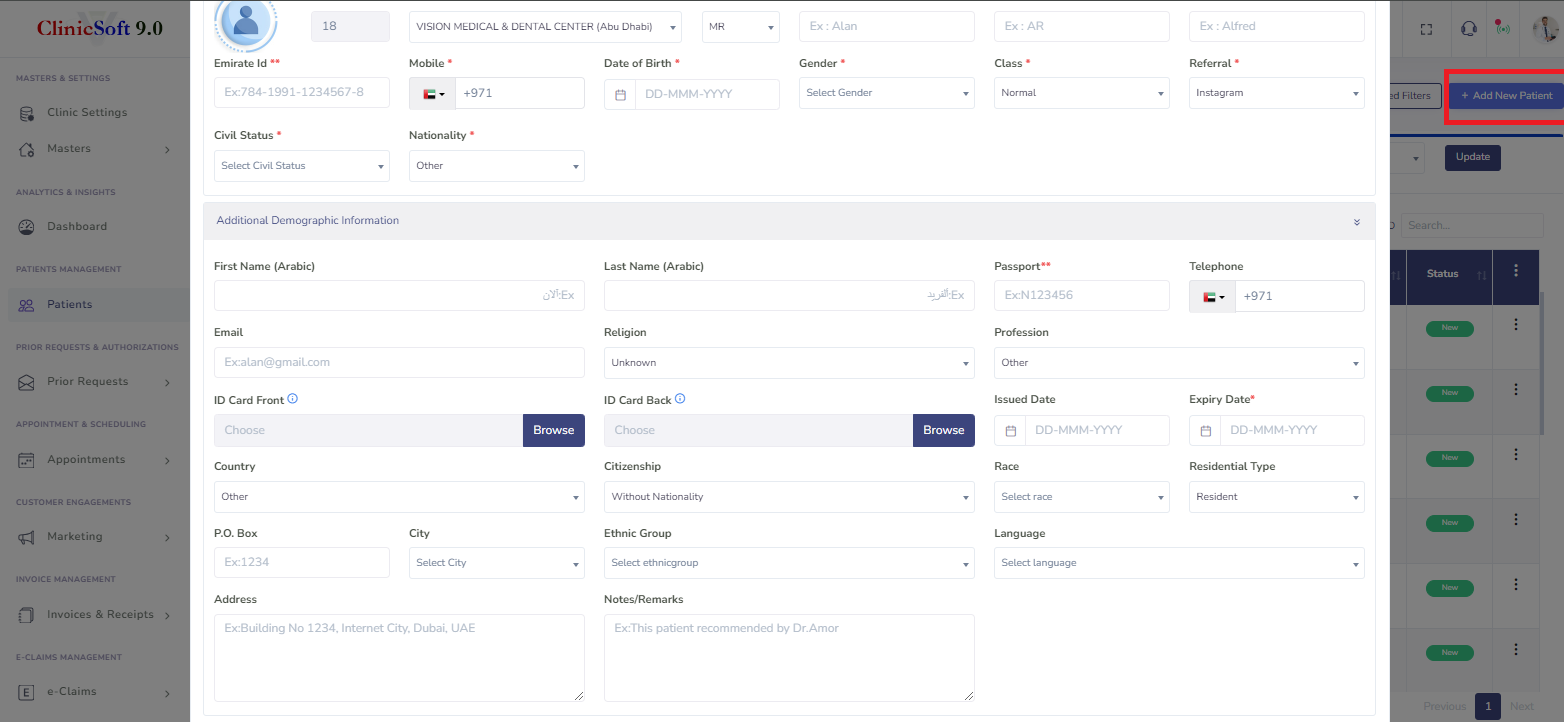 ClinicSoft 9.0
MASTERS & SETTINGS
Clinic Settings
Masters
ANALYTICS & INSIGHTS
Dashboard
PATIENTS MANAGEMENT
Patients
PRIOR REQUESTS & AUTHORIZATIONS
Prior Requests
APPOINTMENT & SCHEDULING
Appointments
CUSTOMER ENGAGEMENTS
Marketing
INVOICE MANAGEMENT
Invoices & Receipts
E-CLAIMS MANAGEMENT
e-Claims
18 VISION MEDICAL & DENTAL CENTER (Abu Dhabi) MR Ex : Alan Ex : AR Ex : Alfred
Emirate Id ** Mobile * Date of Birth * Gender * Class * Referral *
Ex:784-1991-1234567-8 +971 DD-MMM-YYYY Select Gender Normal Instagram
Civil Status * Nationality *
Select Civil Status Other
Additional Demographic Information
First Name (Arabic) Last Name (Arabic) Passport** Telephone
Ex:آلان Ex:ألفريد Ex:N123456 +971
Email Religion Profession
Ex:alan@gmail.com Unknown Other
ID Card Front ID Card Back Issued Date Expiry Date*
Choose Browse Choose Browse DD-MMM-YYYY DD-MMM-YYYY
Country Citizenship Race Residential Type
Other Without Nationality Select race Resident
P.O. Box City Ethnic Group Language
Ex:1234 Select City Select ethnicgroup Select language
Address Notes/Remarks
Ex:Building No 1234, Internet City, Dubai, UAE Ex:This patient recommended by Dr.Amor
Filters + Add New Patient
Update
Search...
Status
New
New
New
New
New
New
Previous 1 Next